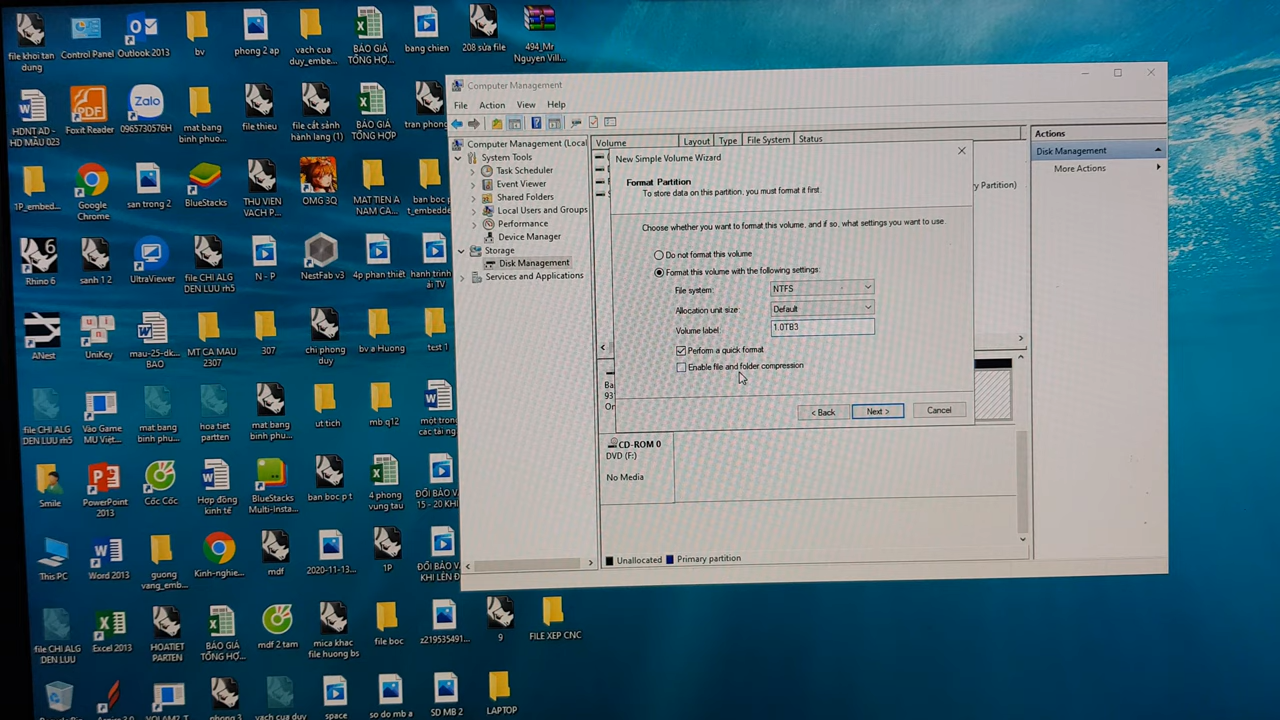 file khoi tan
dung
Control Panel
Outlook 2013
bv
phong 2 ap
vach cua
duy_embe...
BÁO GIÁ
TỔNG HỢ...
bang chien
208 sửa file
494_Mr
Nguyen Vill...
HDNT AD -
HD MẪU 023
PDF
Foxit Reader
Zalo
0965730576H
mat bang
binh phuo...
file thieu
file cắt sảnh
hành lang (1)
BÁO GIÁ
TỔNG HỢP
tran phong
1P_embed...
Google
Chrome
san trong 2
BlueStacks
THU VIEN
VACH P...
OMG 3Q
MAT TIEN A
NAM CA...
ban boc p
t_embedde
Rhino 6
sanh 1 2
UltraViewer
file CHI ALG
DEN LUU rh5
N - P
NestFab v3
4p phan thiết
hanh trinh
ai TV
ANest
UniKey
mau-25-dk...
BAO
MT CA MAU
2307
307
chi phong
duy
bv a Huong
test 1
file CHI ALG
DEN LUU rh5
Vào Game
MU Việt...
mat bang
binh phu...
hoa tiet
partten
mat bang
binh phu...
ut tich
mb q12
một trong
các tài ng...
Smile
PowerPoint
2013
Cốc Cốc
Hợp đồng
kinh tế
BlueStacks
Multi-Insta...
ban boc p t
4 phong
vung tau
ĐỔI BÁO V
15 - 20 KHI
This PC
Word 2013
guong
vang_emb...
Kinh-nghie...
mdf
2020-11-13...
1P
ĐỔI BÁO
KHI LÊN Đ
file CHI ALG
DEN LUU
Excel 2013
HOATIET
PARTEN
BÁO GIÁ
TỔNG HỢ...
mdf 2 tam
mica khac
file huong bs
file boc
z219535491...
9
FILE XEP CNC
phong 3
vach cua duy
space
so do mb a
SD MB 2
LAPTOP
Computer Management
File Action View Help
Computer Management (Local
System Tools
Task Scheduler
Event Viewer
Shared Folders
Local Users and Groups
Performance
Device Manager
Storage
Disk Management
Services and Applications
Volume Layout Type File System Status
y Partition)
Actions
Disk Management
More Actions
New Simple Volume Wizard
Format Partition
To store data on this partition, you must format it first.
Choose whether you want to format this volume, and if so, what settings you want to use.
Do not format this volume
Format this volume with the following settings:
File system: NTFS
Allocation unit size: Default
Volume label: 1.0TB3
Perform a quick format
Enable file and folder compression
< Back Next > Cancel
Ba
93
Or
CD-ROM 0
DVD (F:)
No Media
Unallocated Primary partition